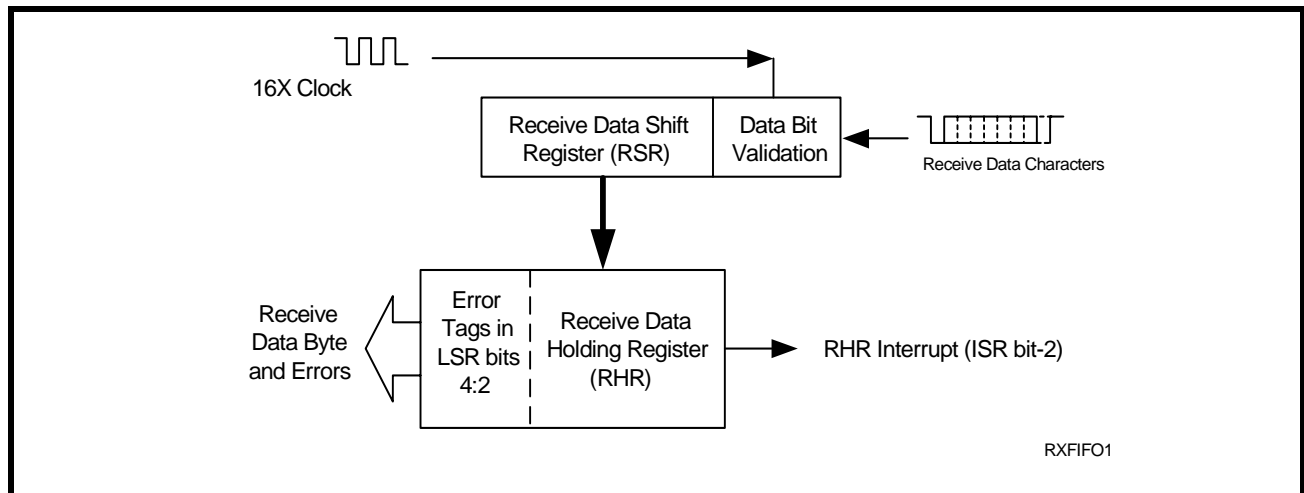 16X Clock
Receive Data Shift
Register (RSR)
Data Bit
Validation
Receive Data Characters
Receive
Data Byte
and Errors
Error
Tags in
LSR bits
4:2
Receive Data
Holding Register
(RHR)
RHR Interrupt (ISR bit-2)
RXFIFO1